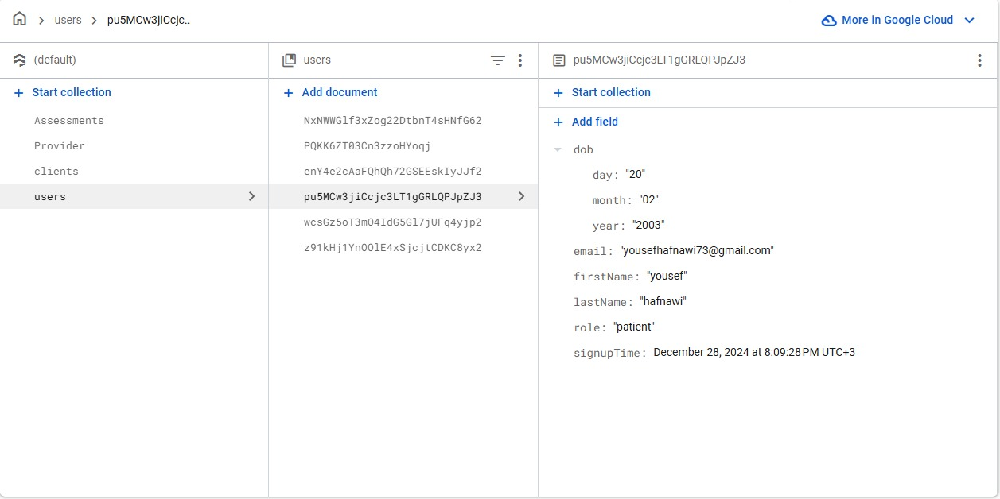 users
pu5MCw3jiCcjc..
More in Google Cloud
(default)
Start collection
Assessments
Provider
clients
users
users
Add document
NxNWWGlf3xZog22DtbnT4sHNfG62
PQKK6ZT03Cn3zzoHYoqj
enY4e2cAaFQhQh72GSEEskIyJJf2
pu5MCw3jiCcjc3LT1gGRLQPJpZJ3
wcsGz5oT3mO4IdG5Gl7jUFq4yjp2
z91kHj1YnOOlE4xSjcjtCDKC8yx2
pu5MCw3jiCcjc3LT1gGRLQPJpZJ3
Start collection
Add field
dob
day: "20"
month: "02"
year: "2003"
email: "yousefhafnawi73@gmail.com"
firstName: "yousef"
lastName: "hafnawi"
role: "patient"
signupTime: December 28, 2024 at 8:09:28 PM UTC+3